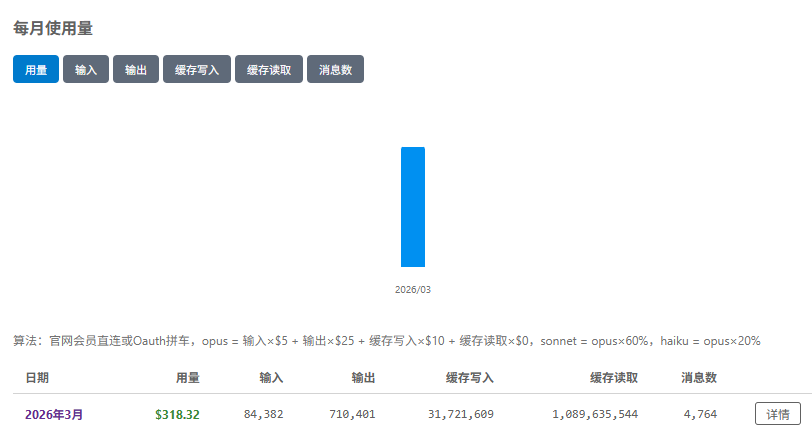 每月使用量
用量 输入 输出 缓存写入 缓存读取 消息数
2026/03
算法：官网会员直连或Oauth拼车，opus = 输入×$5 + 输出×$25 + 缓存写入×$10 + 缓存读取×$0，sonnet = opus×60%，haiku = opus×20%
日期 用量 输入 输出 缓存写入 缓存读取 消息数
2026年3月 $318.32 84,382 710,401 31,721,609 1,089,635,544 4,764 详情